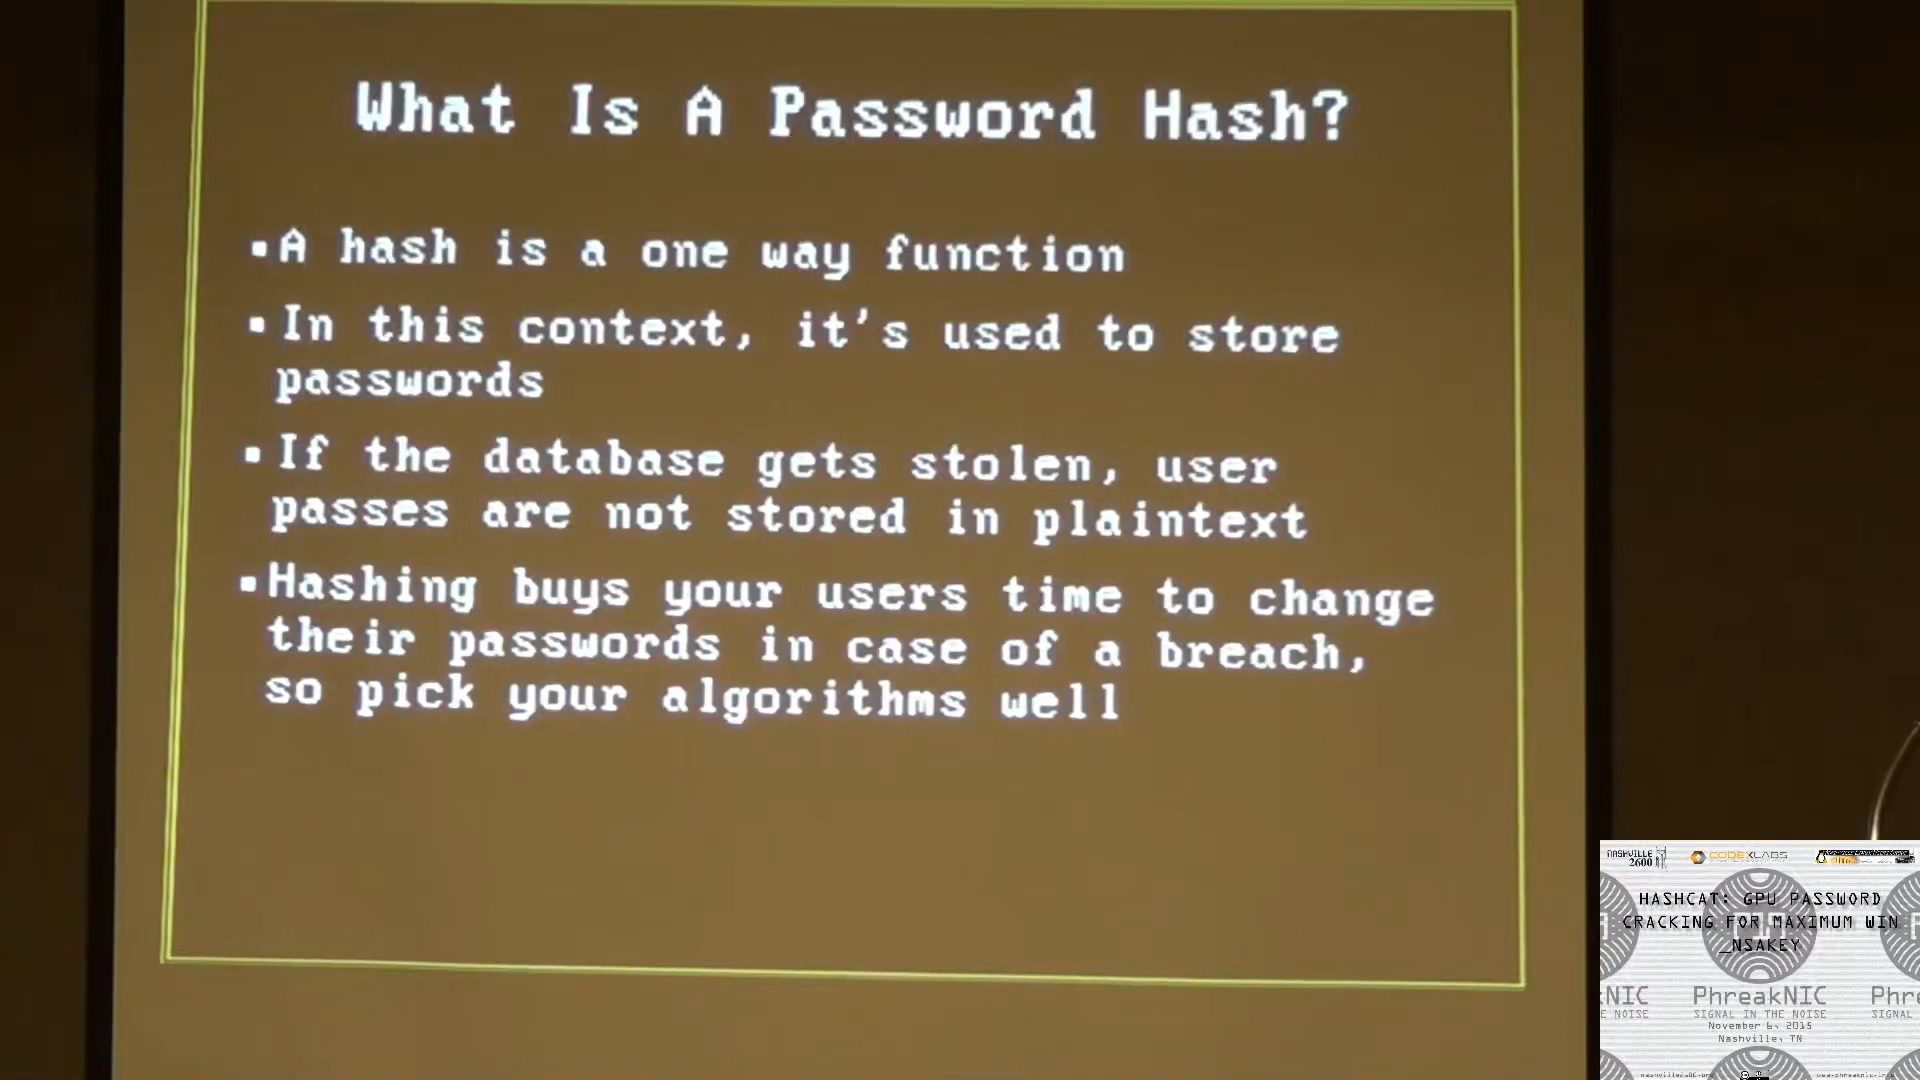 What Is A Password Hash?
▪A hash is a one way function
▪In this context, it's used to store
passwords
▪If the database gets stolen, user
passes are not stored in plaintext
▪Hashing buys your users time to change
their passwords in case of a breach,
so pick your algorithms well
NASHVILLE
2600
CODEXLABS
HASHCAT: GPU PASSWORD
CRACKING FOR MAXIMUM WIN
_NSAKEY
PhreakNIC
SIGNAL IN THE NOISE
November 6, 2015
Nashville, TN